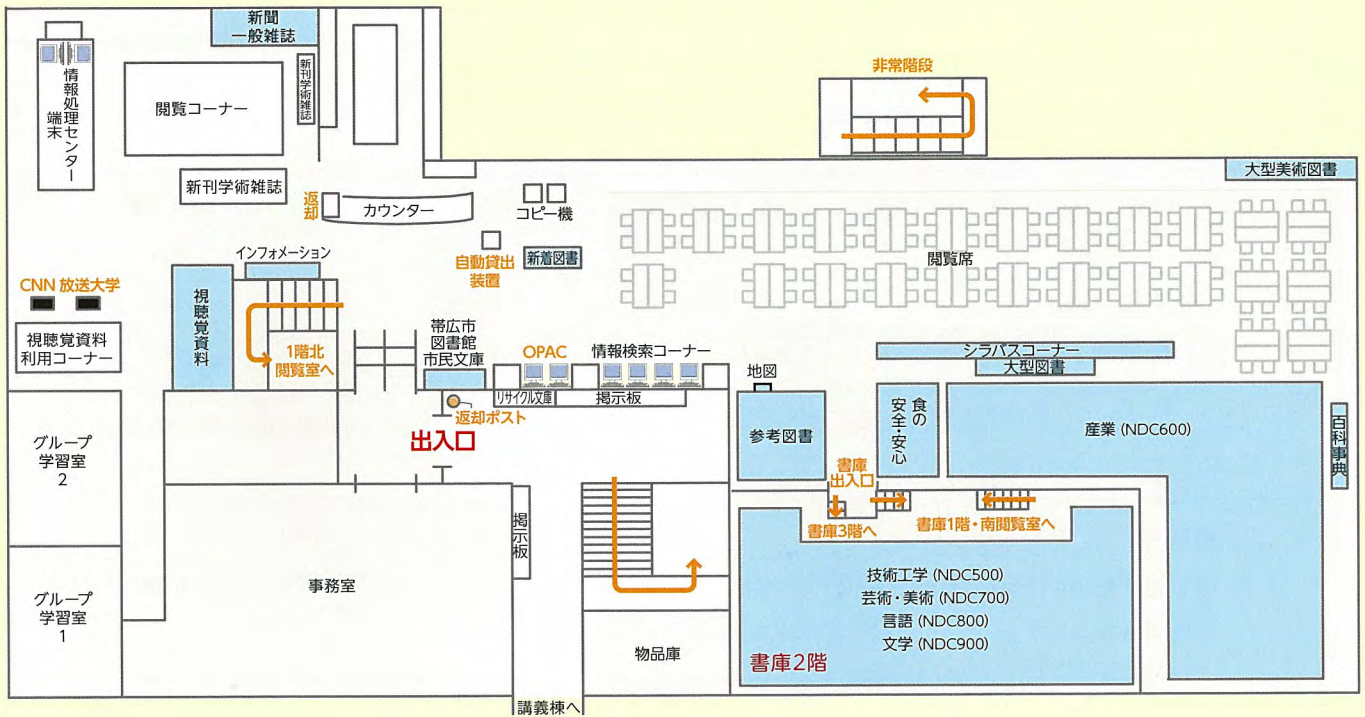 新聞
一般雑誌
新刊学術雑誌
情報処理センター
端末
閲覧コーナー
非常階段
大型美術図書
新刊学術雑誌
返却
カウンター
コピー機
自動貸出
装置
新着図書
閲覧席
インフォメーション
CNN 放送大学
視聴覚資料
視聴覚資料
利用コーナー
1階北
閲覧室へ
帯広市
図書館
市民文庫
OPAC
情報検索コーナー
シラバスコーナー
大型図書
地図
リサイクル文庫
掲示板
返却ポスト
出入口
参考図書
食の
安全・安心
産業 (NDC600)
百科事典
グループ
学習室
2
書庫
出入口
書庫3階へ
書庫1階・南閲覧室へ
掲示板
事務室
グループ
学習室
1
技術工学 (NDC500)
芸術・美術 (NDC700)
言語 (NDC800)
文学 (NDC900)
書庫2階
物品庫
講義棟へ